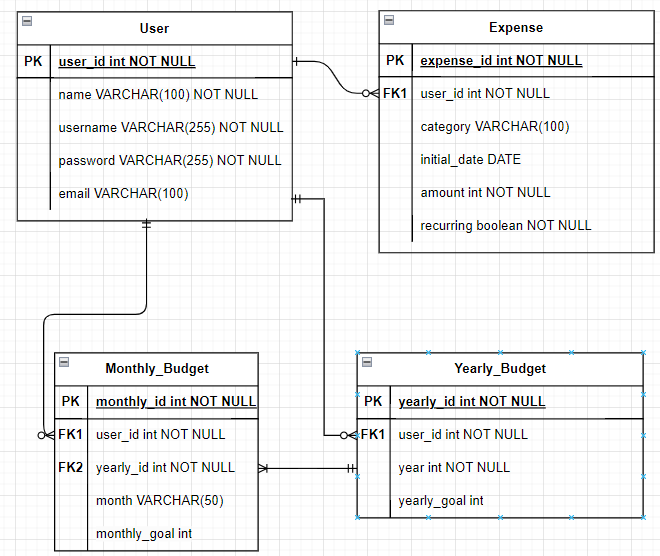 User
PK user_id int NOT NULL
name VARCHAR(100) NOT NULL
username VARCHAR(255) NOT NULL
password VARCHAR(255) NOT NULL
email VARCHAR(100)
Expense
PK expense_id int NOT NULL
FK1 user_id int NOT NULL
category VARCHAR(100)
initial_date DATE
amount int NOT NULL
recurring boolean NOT NULL
Monthly_Budget
PK monthly_id int NOT NULL
FK1 user_id int NOT NULL
FK2 yearly_id int NOT NULL
month VARCHAR(50)
monthly_goal int
Yearly_Budget
PK yearly_id int NOT NULL
FK1 user_id int NOT NULL
year int NOT NULL
yearly_goal int